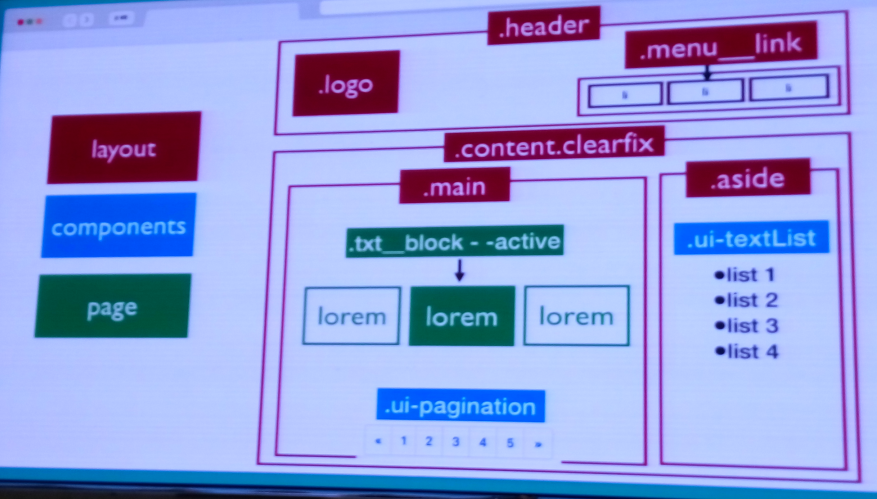 .header
.menu__link
.logo
li li li
layout
.content.clearfix
.main
.aside
components
.txt__block - -active
.ui-textList
page
lorem lorem lorem
•list 1
•list 2
•list 3
•list 4
.ui-pagination
« 1 2 3 4 5 »